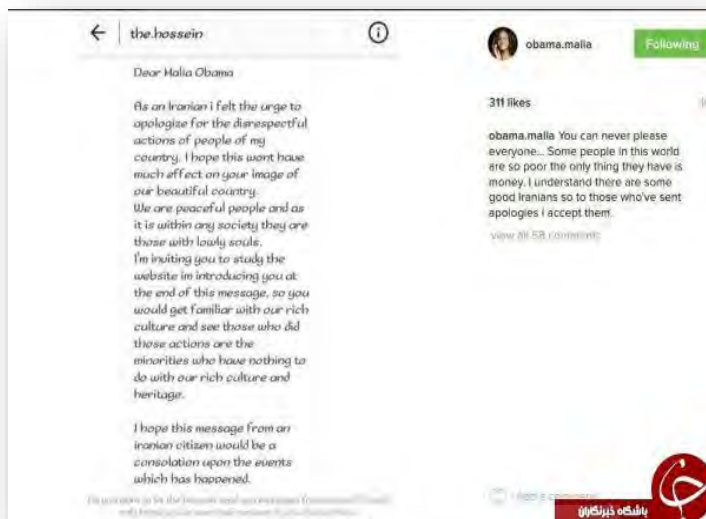 the.hossein
Dear Malia Obama
As an Iranian i felt the urge to
apologize for the disrespectful
actions of people of my
country. I hope this wont have
much effect on your image of
our beautiful country.
We are peaceful people and as
it is within any society they are
those with lowly souls.
I'm inviting you to study the
website im introducing you at
the end of this message, so you
would get familiar with our rich
culture and see those who did
those actions are the
minorities who have nothing to
do with our rich culture and
heritage.
I hope this message from an
iranian citizen would be a
consolation upon the events
which has happened.
obama.malia
Following
311 likes
obama.malia You can never please
everyone... Some people in this world
are so poor the only thing they have is
money. I understand there are some
good Iranians so to those who've sent
apologies i accept them.
view all 58 comments
Add a comment
باشگاه خبرنگاران